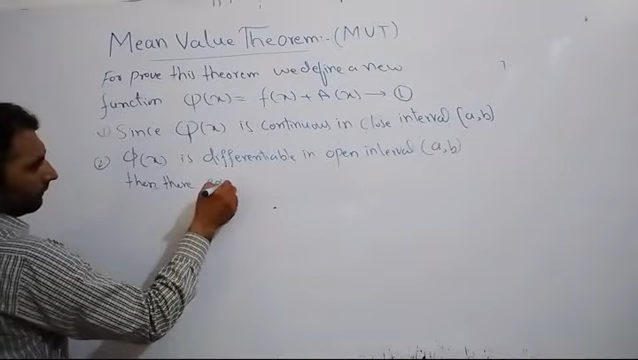 Mean Value Theorem:- (MVT)
For prove this theorem we define a new
function φ(x) = f(x) + A(x) → ①
① Since φ(x) is continuous in close interval [a,b)
② φ(x) is differentiable in open interval (a,b)
then there